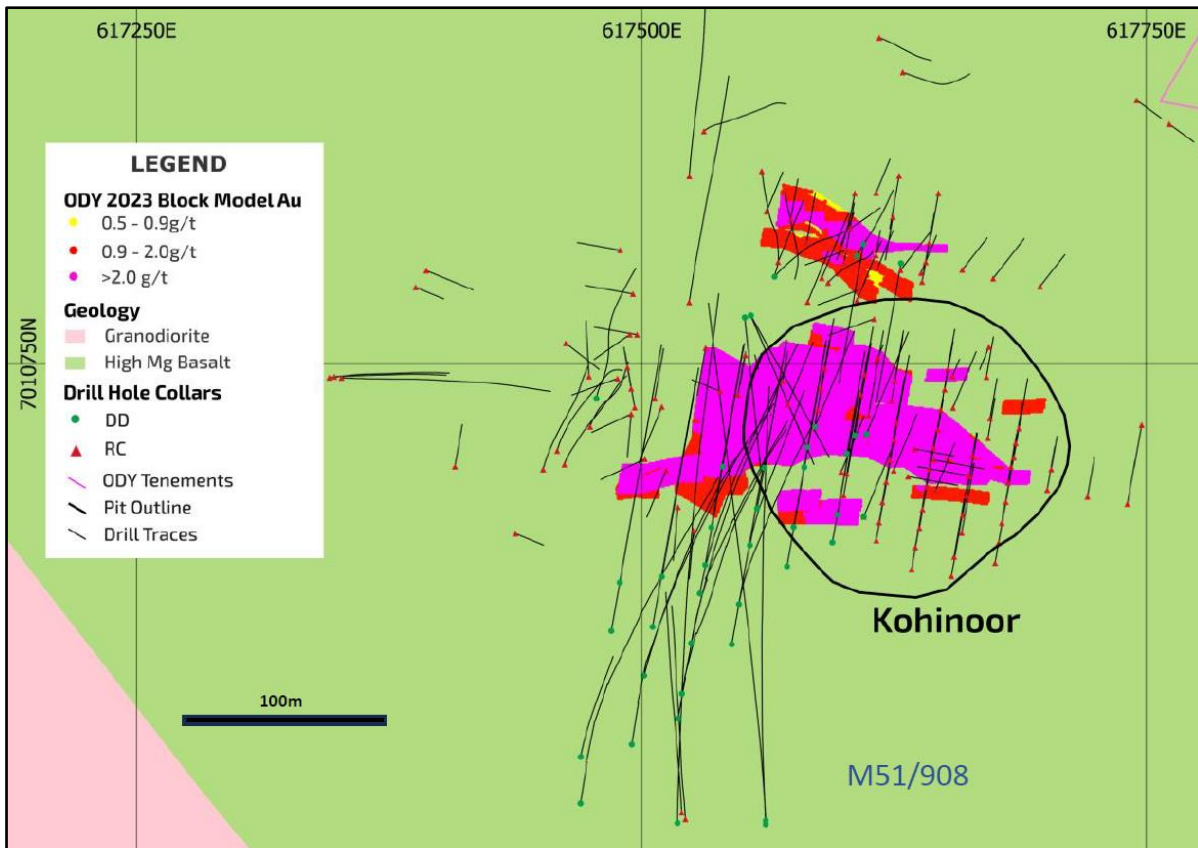 617250E
617500E
617750E
7010750N
LEGEND
ODY 2023 Block Model Au
0.5 - 0.9g/t
0.9 - 2.0g/t
>2.0 g/t
Geology
Granodiorite
High Mg Basalt
Drill Hole Collars
DD
RC
ODY Tenements
Pit Outline
Drill Traces
Kohinoor
100m
M51/908